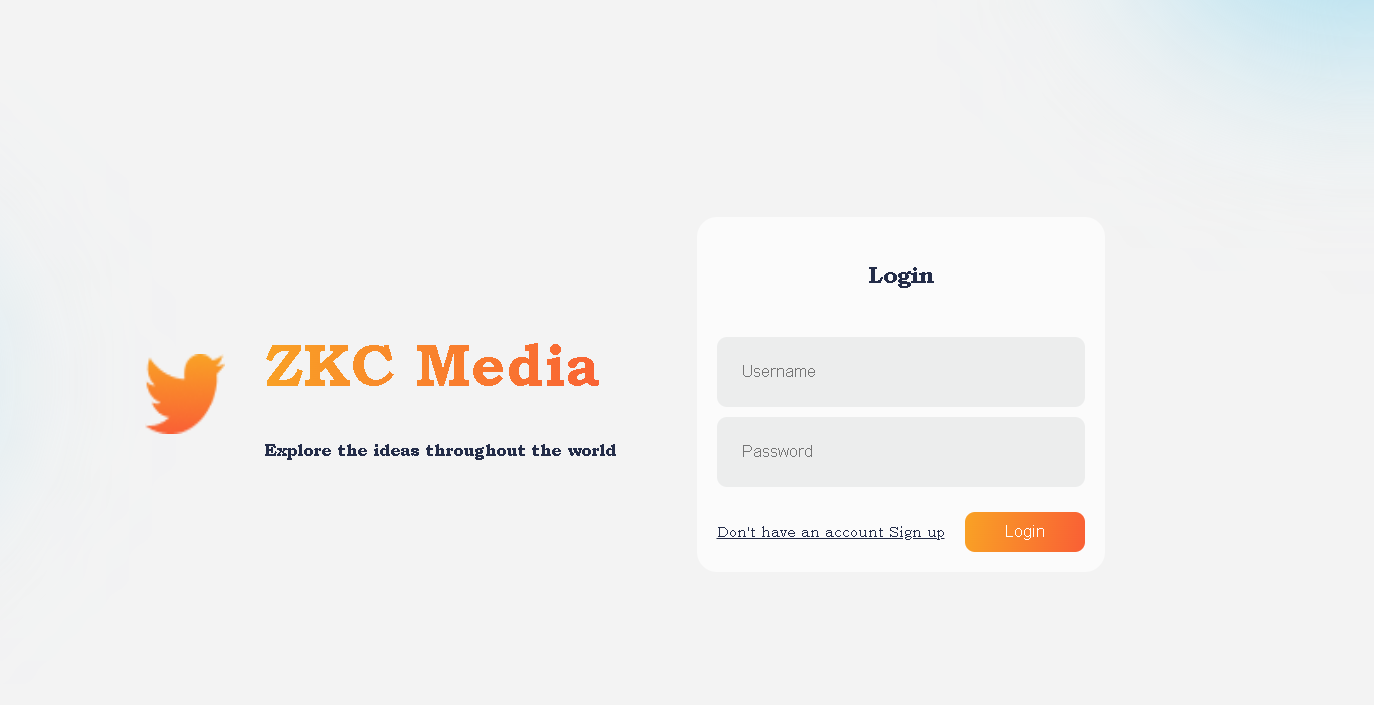 ZKC Media
Explore the ideas throughout the world
Login
Username
Password
Don't have an account Sign up
Login